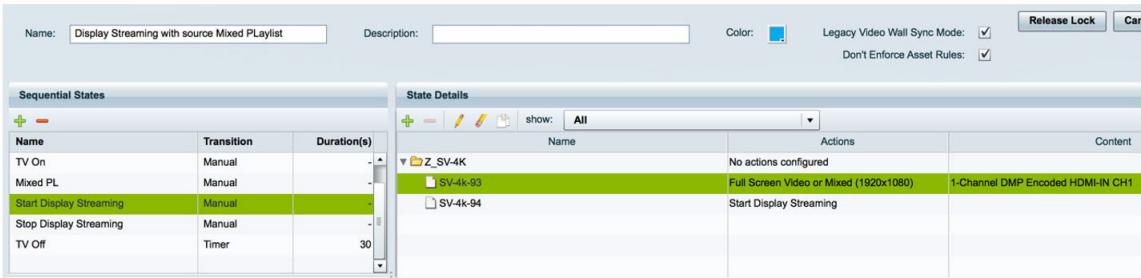 Name: Display Streaming with source Mixed PLaylist Description: Color: Legacy Video Wall Sync Mode: Release Lock Can
Don't Enforce Asset Rules:
Sequential States State Details
show: All
Name Transition Duration(s) Name Actions Content
TV On Manual - Z_SV-4K No actions configured
Mixed PL Manual - SV-4k-93 Full Screen Video or Mixed (1920x1080) 1-Channel DMP Encoded HDMI-IN CH1
Start Display Streaming Manual - SV-4k-94 Start Display Streaming
Stop Display Streaming Manual -
TV Off Timer 30